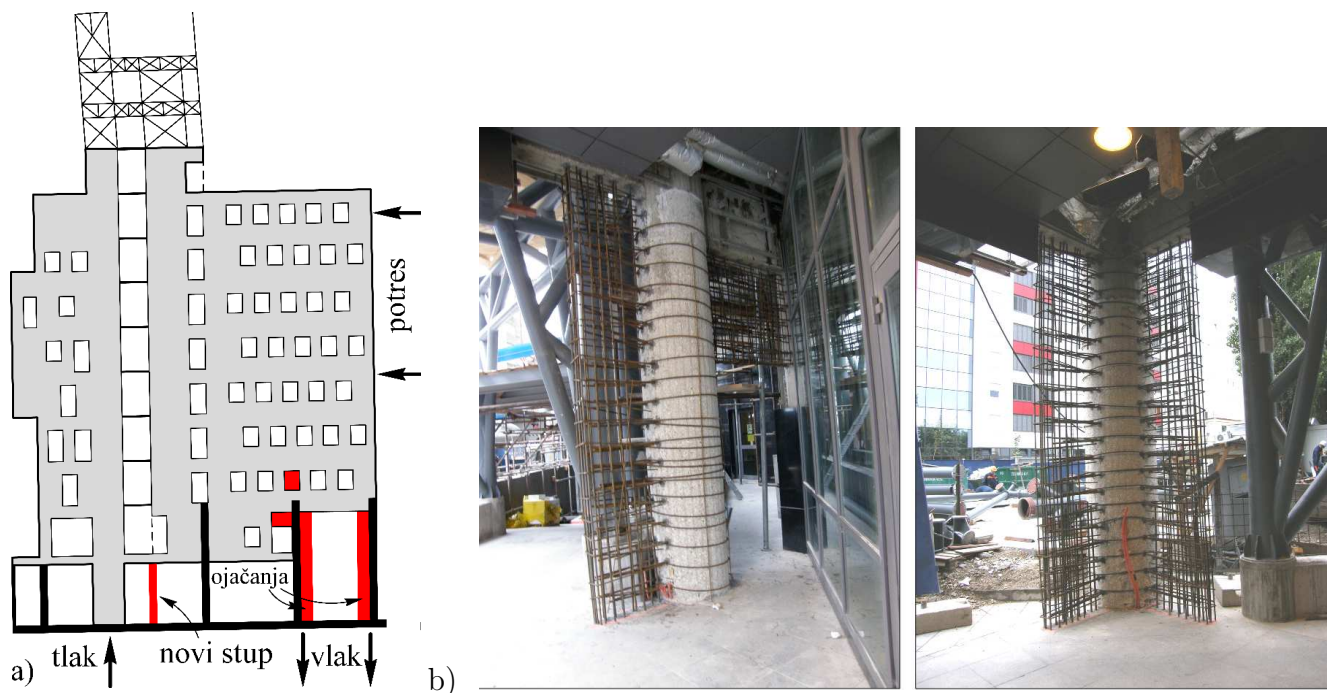 potres
ojačanja
tlak
novi stup
vlak
a)
b)